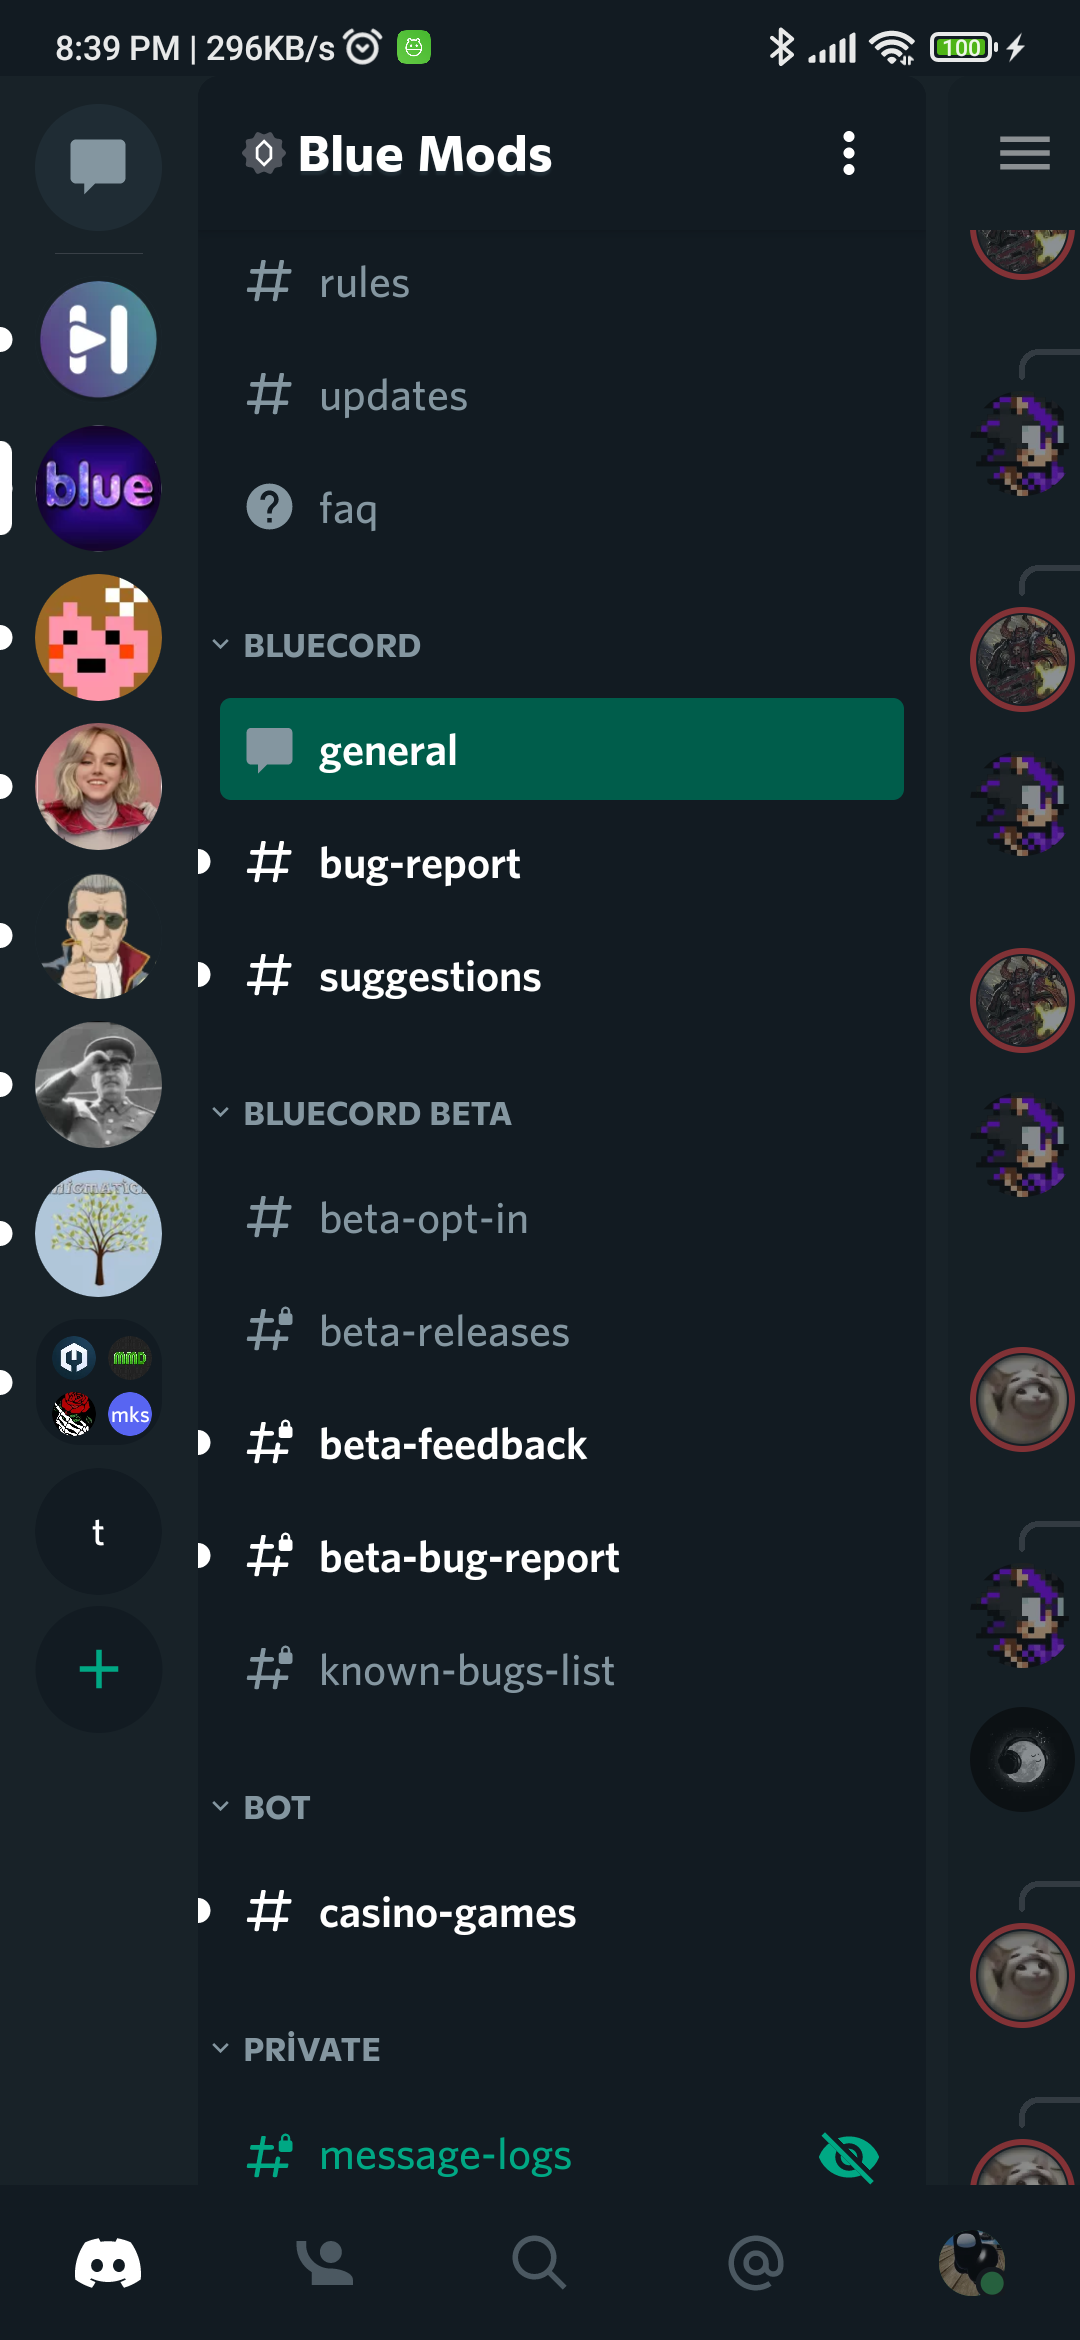 8:39 PM | 296KB/s
100
Blue Mods
rules
updates
faq
blue
BLUECORD
general
bug-report
suggestions
BLUECORD BETA
beta-opt-in
beta-releases
MMD
mks
beta-feedback
t
beta-bug-report
known-bugs-list
BOT
casino-games
PRİVATE
message-logs